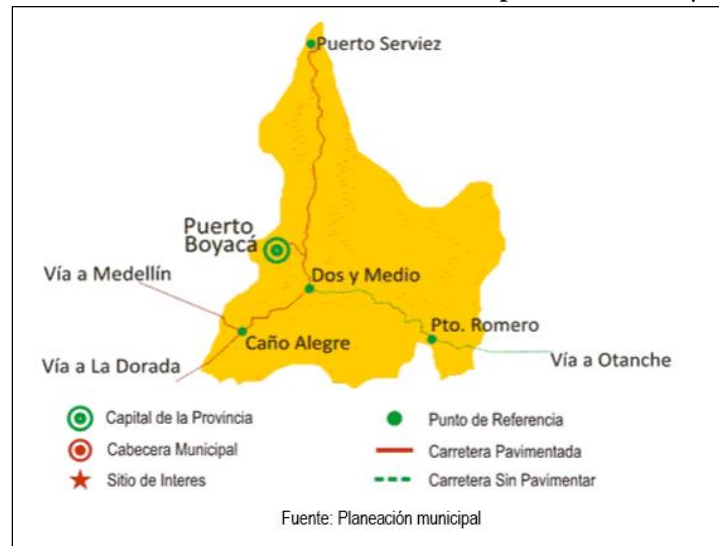 Puerto Serviez
Puerto
Boyacá
Vía a Medellín
Dos y Medio
Pto. Romero
Caño Alegre
Vía a La Dorada
Vía a Otanche
Capital de la Provincia
Punto de Referencia
Cabecera Municipal
Carretera Pavimentada
Sitio de Interes
Carretera Sin Pavimentar
Fuente: Planeación municipal